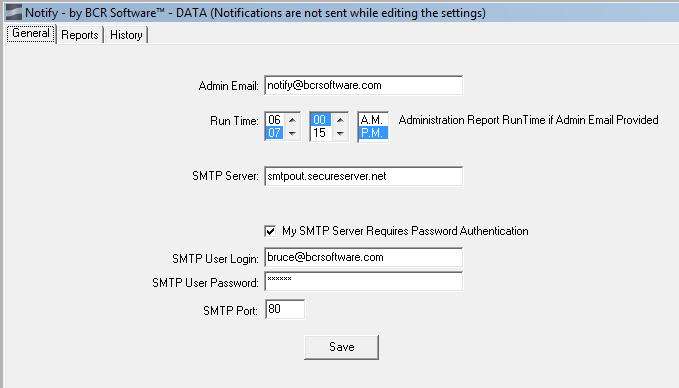 Notify - by BCR Software™ - DATA (Notifications are not sent while editing the settings)
General Reports History
Admin Email: notify@bcrsoftware.com
Run Time: 06 00 A.M. Administration Report RunTime if Admin Email Provided
07 15 P.M.
SMTP Server: smtpout.secureserver.net
My SMTP Server Requires Password Authentication
SMTP User Login: bruce@bcrsoftware.com
SMTP User Password: ******
SMTP Port: 80
Save